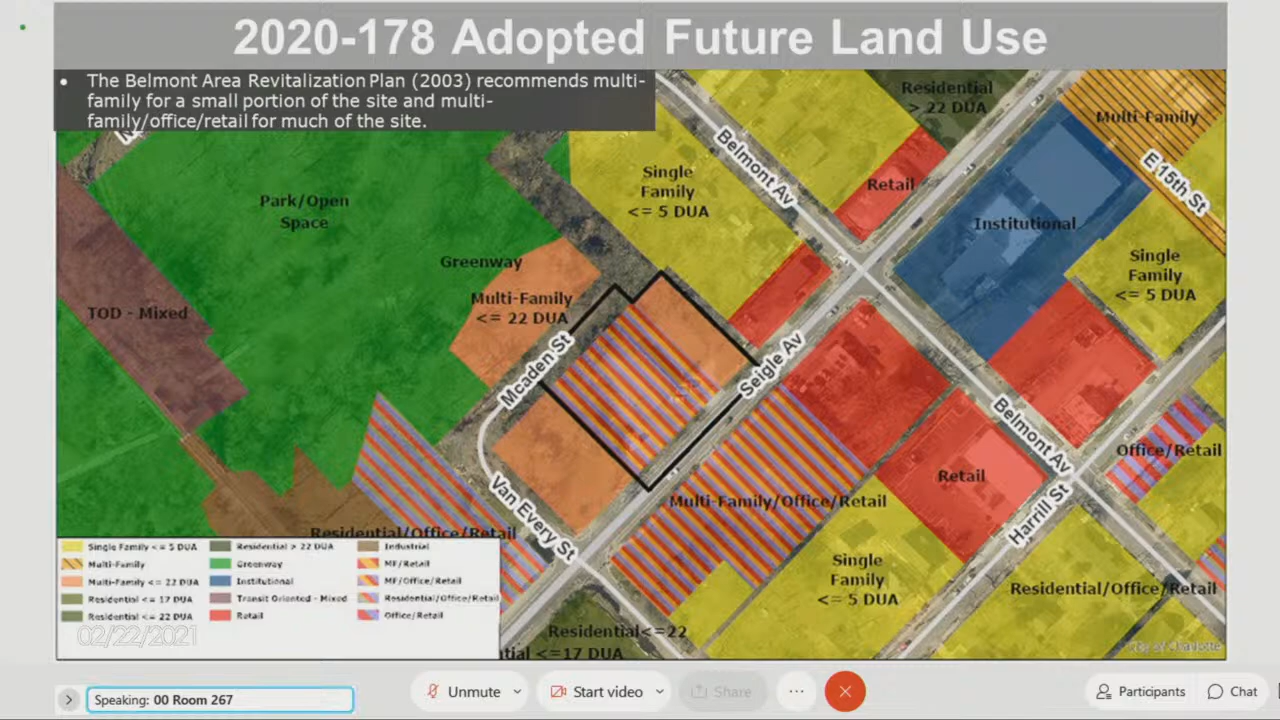 2020-178 Adopted Future Land Use
• The Belmont Area Revitalization Plan (2003) recommends multi-
family for a small portion of the site and multi-
family/office/retail for much of the site.
Residential
> 22 DUA
Multi-Family
E 15th St
Belmont Av
Single
Family
<= 5 DUA
Retail
Park/Open
Space
Institutional
Greenway
Single
Family
<= 5 DUA
Multi-Family
<= 22 DUA
TOD - Mixed
Mcaden St
Seigle Av
Belmont Av
Office/Retail
Retail
Multi-Family/Office/Retail
Van Every St
Harrill St
Residential/Office/Retail
Single
Family
<= 5 DUA
Residential/Office/Retail
Residential<=22
tial <=17 DUA
Single Family <= 5 DUA
Multi-Family
Multi-Family <= 22 DUA
Residential <= 17 DUA
Residential <= 22 DUA
Residential > 22 DUA
Greenway
Institutional
Transit Oriented - Mixed
Retail
Industrial
MF/Retail
MF/Office/Retail
Residential/Office/Retail
Office/Retail
02/22/2021
City of Charlotte
Speaking: 00 Room 267
Unmute
Start video
Share
Participants
Chat